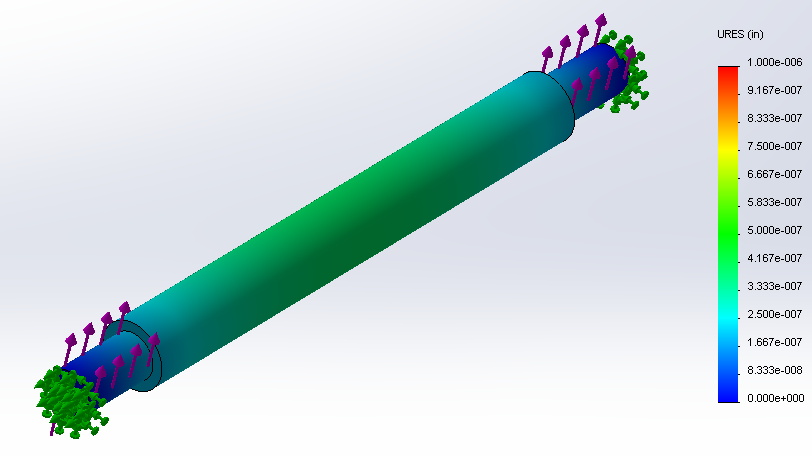 URES (in)
1.000e-006
9.167e-007
8.333e-007
7.500e-007
6.667e-007
5.833e-007
5.000e-007
4.167e-007
3.333e-007
2.500e-007
1.667e-007
8.333e-008
0.000e+000